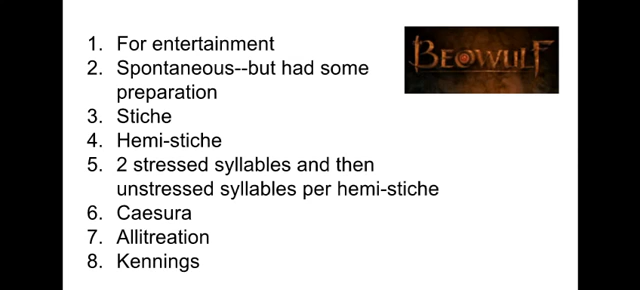 BEOWULF
1. For entertainment
2. Spontaneous--but had some
preparation
3. Stiche
4. Hemi-stiche
5. 2 stressed syllables and then
unstressed syllables per hemi-stiche
6. Caesura
7. Allitreation
8. Kennings